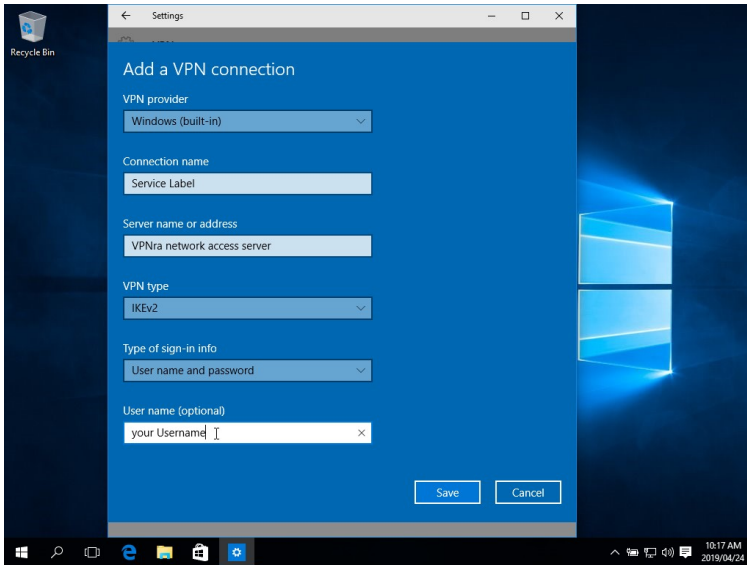 Recycle Bin
Settings
Add a VPN connection
VPN provider
Windows (built-in)
Connection name
Service Label
Server name or address
VPNra network access server
VPN type
IKEv2
Type of sign-in info
User name and password
User name (optional)
your Username
Save
Cancel
10:17 AM
2019/04/24